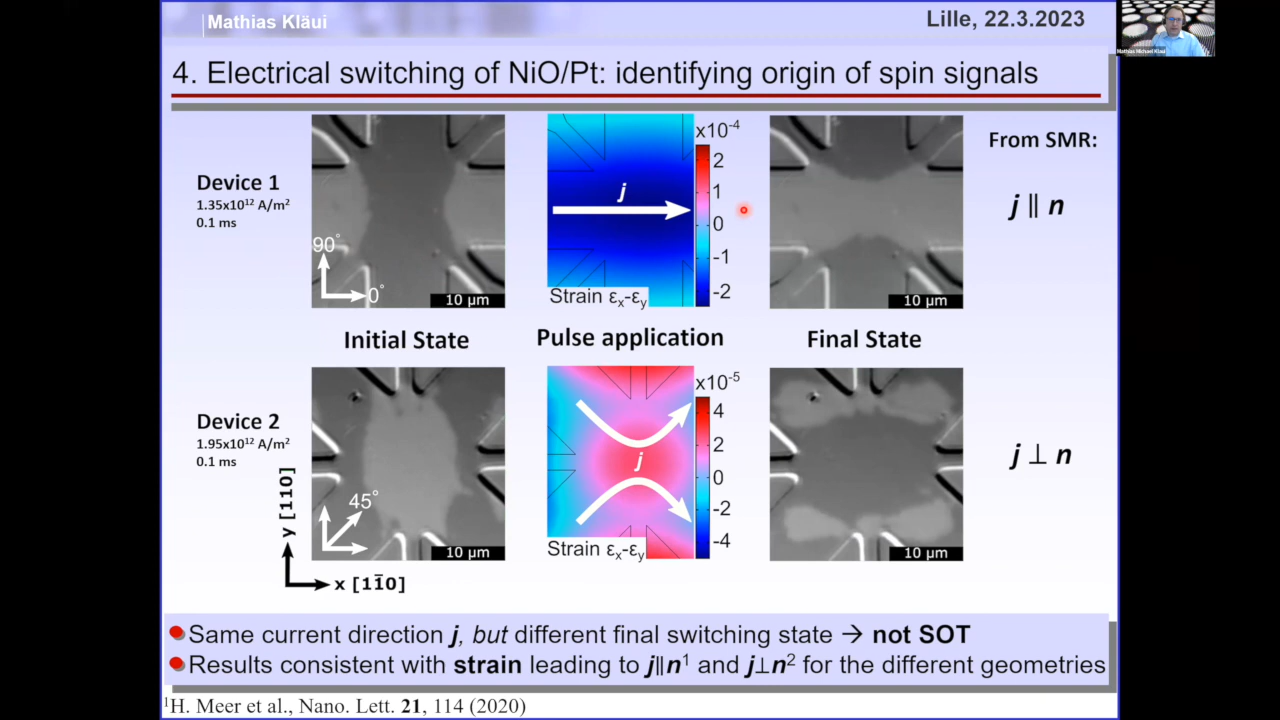 Mathias Kläui
Lille, 22.3.2023
Mathias Michael Kläui
4. Electrical switching of NiO/Pt: identifying origin of spin signals
Device 1
1.35x10¹² A/m²
0.1 ms
90°
0°
10 µm
j
Strain εₓ-εᵧ
x10⁻⁴
2
1
0
-1
-2
10 µm
From SMR:
j ∥ n
Initial State
Pulse application
Final State
Device 2
1.95x10¹² A/m²
0.1 ms
45°
10 µm
y [110]
x [11̄0]
j
Strain εₓ-εᵧ
x10⁻⁵
4
2
0
-2
-4
10 µm
j ⊥ n
Same current direction j, but different final switching state → not SOT
Results consistent with strain leading to j∥n¹ and j⊥n² for the different geometries
¹H. Meer et al., Nano. Lett. 21, 114 (2020)